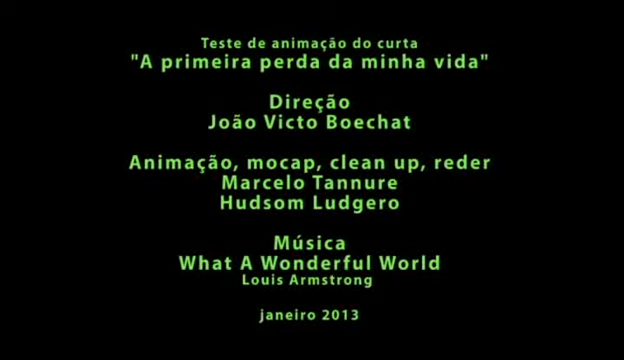 Teste de animação do curta
"A primeira perda da minha vida"
Direção
João Victo Boechat
Animação, mocap, clean up, reder
Marcelo Tannure
Hudsom Ludgero
Música
What A Wonderful World
Louis Armstrong
janeiro 2013